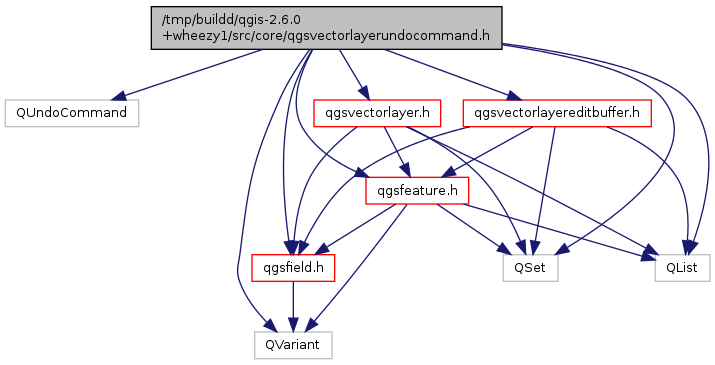 /tmp/buildd/qgis-2.6.0
+wheezy1/src/core/qgsvectorlayerundocommand.h
QUndoCommand
qgsvectorlayer.h
qgsvectorlayereditbuffer.h
qgsfeature.h
qgsfield.h
QSet
QList
QVariant